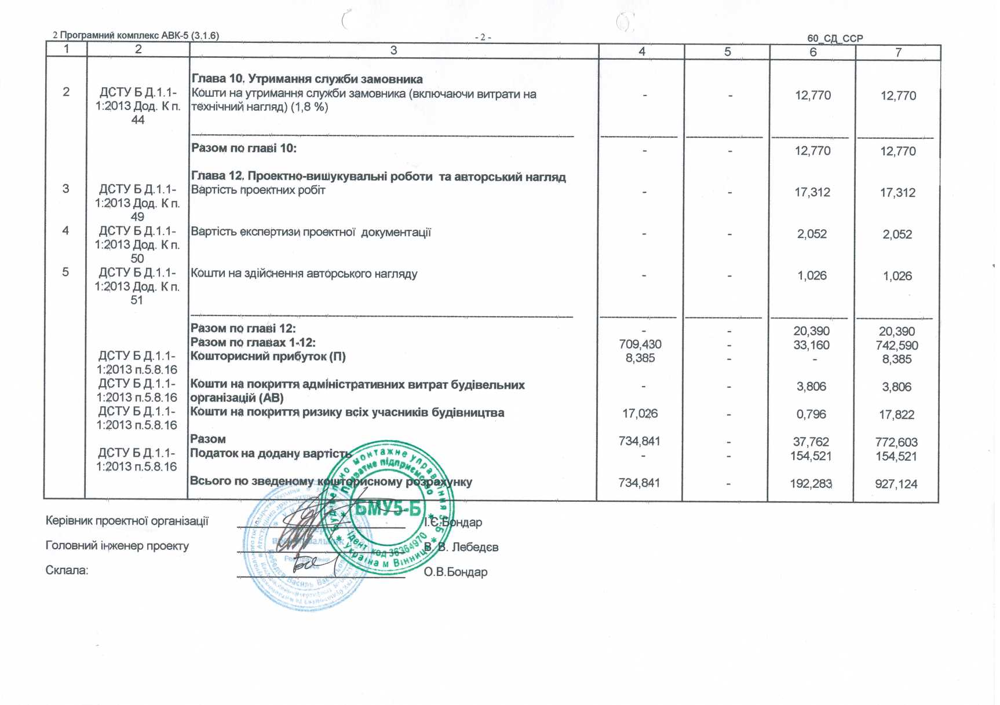 2 Програмний комплекс АВК-5 (3.1.6) - 2 - 60_СД_ССР
1 2 3 4 5 6 7
Глава 10. Утримання служби замовника
2 ДСТУ Б Д.1.1- Кошти на утримання служби замовника (включаючи витрати на - - 12,770 12,770
1:2013 Дод. К п. технічний нагляд) (1,8 %)
44
Разом по главі 10: - - 12,770 12,770
Глава 12. Проектно-вишукувальні роботи та авторський нагляд
3 ДСТУ Б Д.1.1- Вартість проектних робіт - - 17,312 17,312
1:2013 Дод. К п.
49
4 ДСТУ Б Д.1.1- Вартість експертизи проектної документації - - 2,052 2,052
1:2013 Дод. К п.
50
5 ДСТУ Б Д.1.1- Кошти на здійснення авторського нагляду - - 1,026 1,026
1:2013 Дод. К п.
51
Разом по главі 12: - - 20,390 20,390
Разом по главах 1-12: 709,430 - 33,160 742,590
ДСТУ Б Д.1.1- Кошторисний прибуток (П) 8,385 - - 8,385
1:2013 п.5.8.16
ДСТУ Б Д.1.1- Кошти на покриття адміністративних витрат будівельних - - 3,806 3,806
1:2013 п.5.8.16 організацій (АВ)
ДСТУ Б Д.1.1- Кошти на покриття ризику всіх учасників будівництва 17,026 - 0,796 17,822
1:2013 п.5.8.16
Разом 734,841 - 37,762 772,603
ДСТУ Б Д.1.1- Податок на додану вартість - - 154,521 154,521
1:2013 п.5.8.16
Всього по зведеному кошторисному розрахунку 734,841 - 192,283 927,124
Керівник проектної організації І.Є.Бондар
Головний інженер проекту В. В. Лебедєв
Склала: О.В.Бондар
Будівельно монтажне управління 5-Б
Приватне підприємство
БМУ5-Б
Ідент код 36364970
Україна м Вінниця